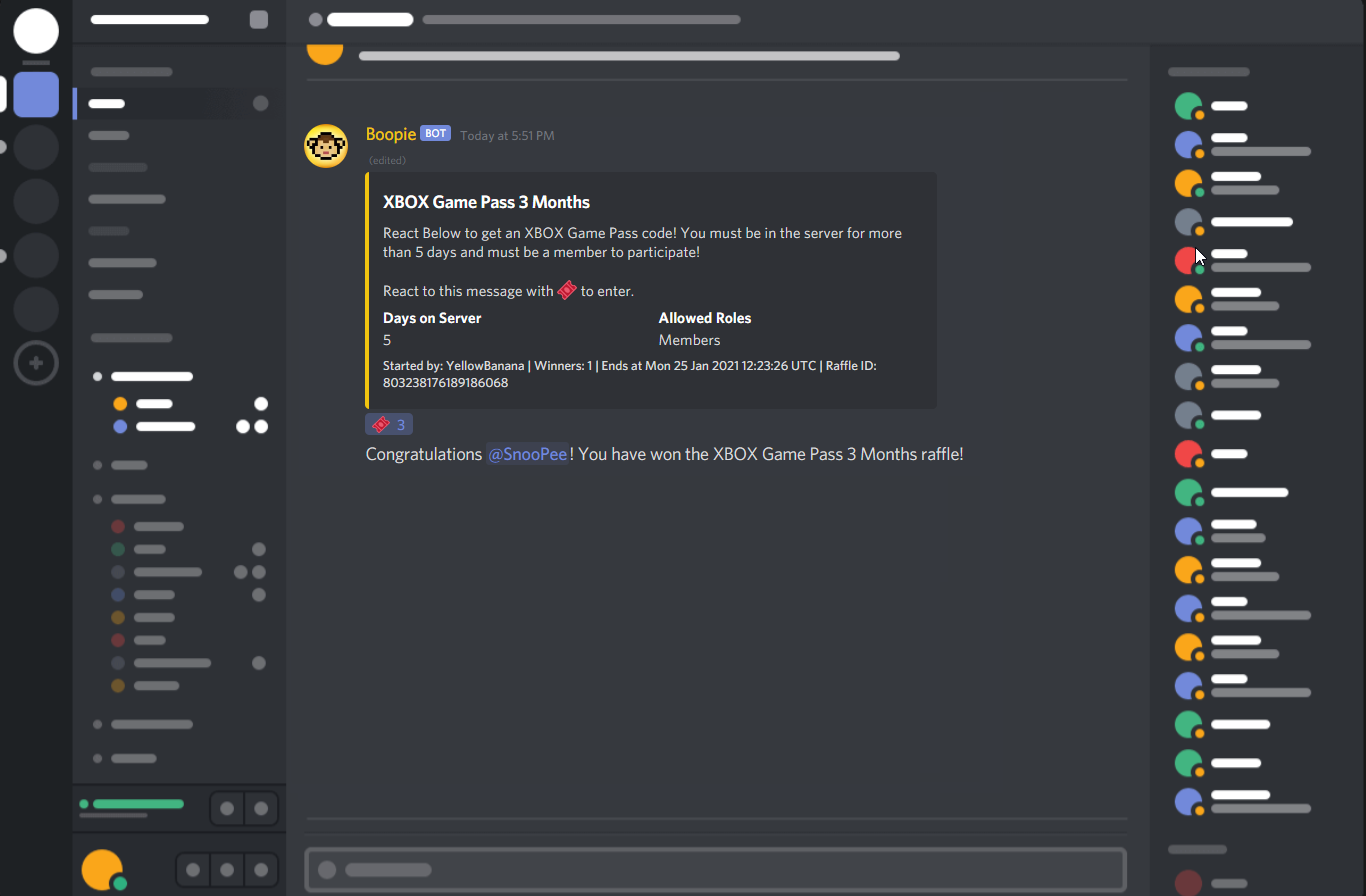 Boopie BOT Today at 5:51 PM
(edited)
XBOX Game Pass 3 Months
React Below to get an XBOX Game Pass code! You must be in the server for more
than 5 days and must be a member to participate!
React to this message with to enter.
Days on Server Allowed Roles
5 Members
Started by: YellowBanana | Winners: 1 | Ends at Mon 25 Jan 2021 12:23:26 UTC | Raffle ID:
803238176189186068
3
Congratulations @SnooPee! You have won the XBOX Game Pass 3 Months raffle!